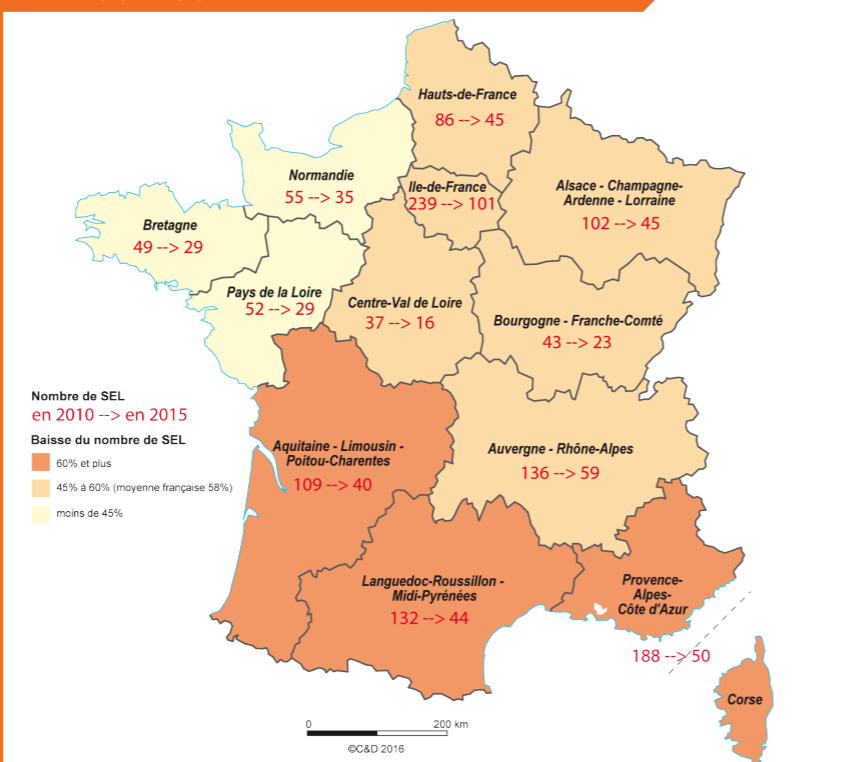 Hauts-de-France
86 --> 45
Normandie
55 --> 35
Ile-de-France
239 --> 101
Alsace - Champagne-
Ardenne - Lorraine
102 --> 45
Bretagne
49 --> 29
Pays de la Loire
52 --> 29
Centre-Val de Loire
37 --> 16
Bourgogne - Franche-Comté
43 --> 23
Nombre de SEL
en 2010 --> en 2015
Baisse du nombre de SEL
60% et plus
45% à 60% (moyenne française 58%)
moins de 45%
Aquitaine - Limousin -
Poitou-Charentes
109 --> 40
Auvergne - Rhône-Alpes
136 --> 59
Languedoc-Roussillon -
Midi-Pyrénées
132 --> 44
Provence-
Alpes-
Côte d'Azur
188 --> 50
Corse
0 200 km
©C&D 2016